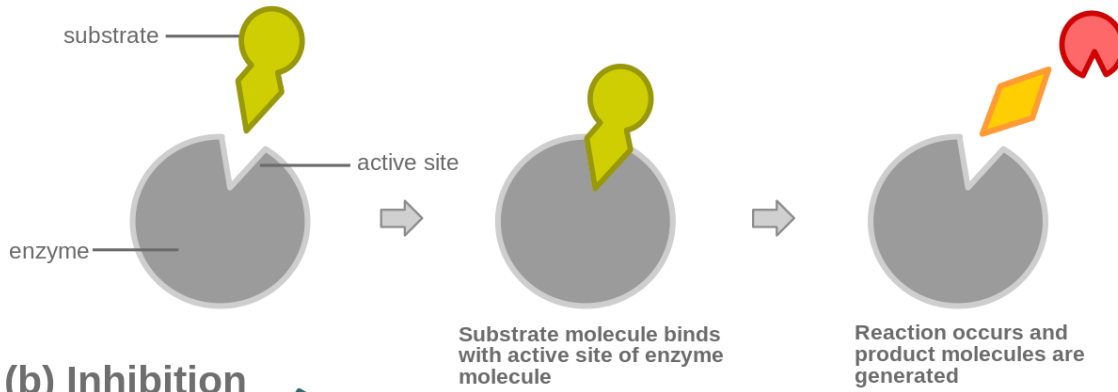 substrate
active site
enzyme
Substrate molecule binds
with active site of enzyme
molecule
Reaction occurs and
product molecules are
generated
(b) Inhibition